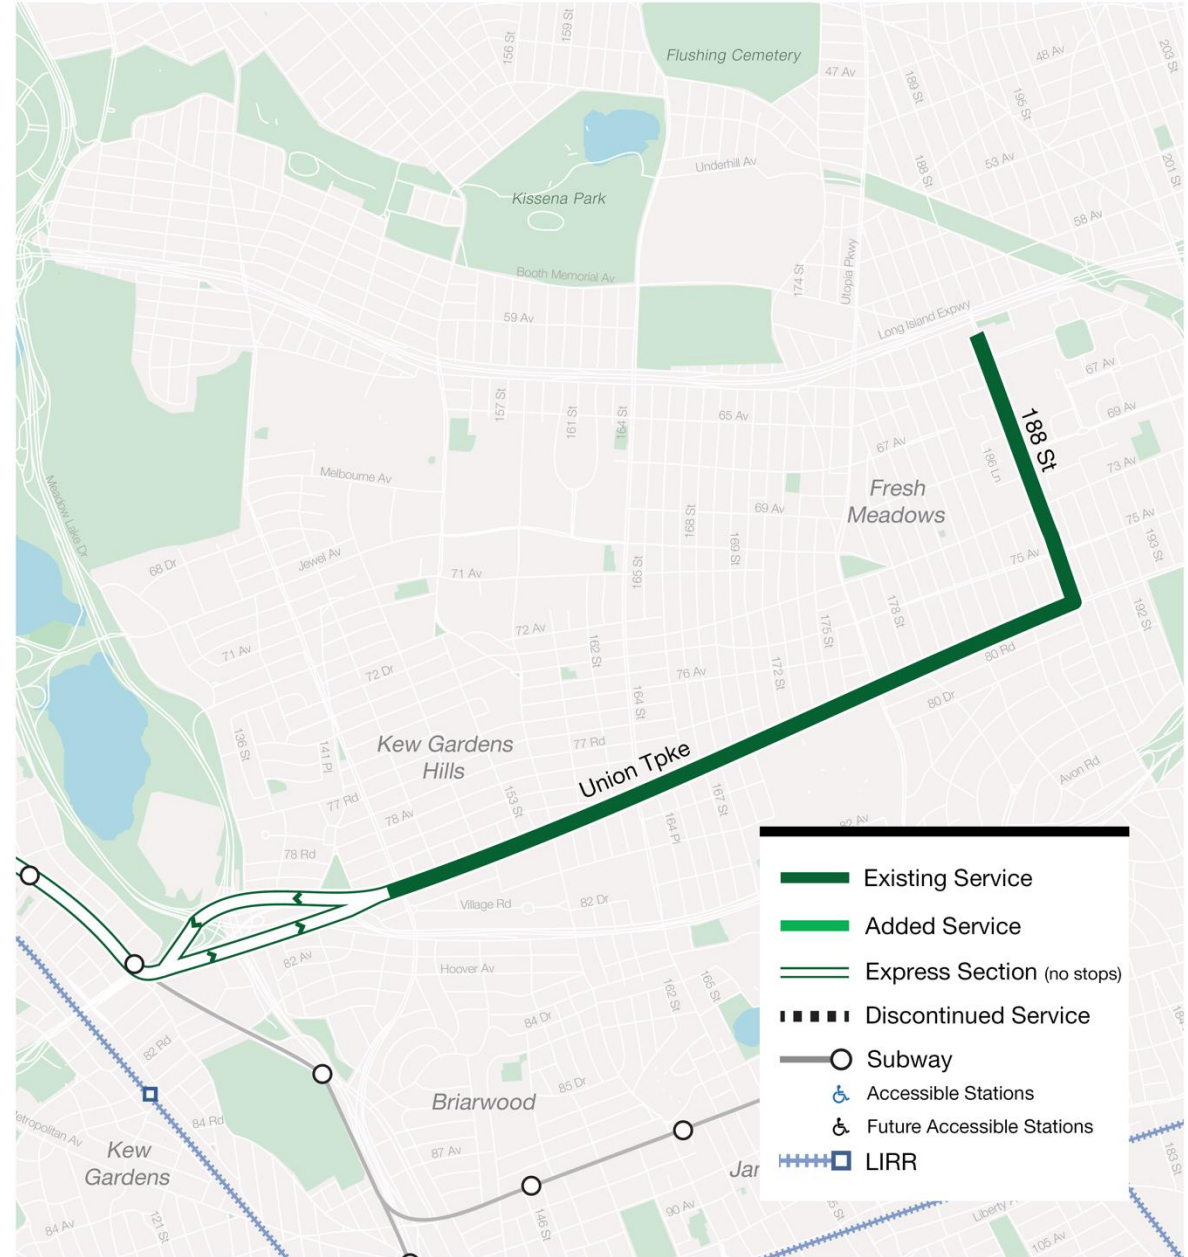 156 St
159 St
Flushing Cemetery
47 Av
48 Av
203 St
189 St
195 St
53 Av
Underhill Av
188 St
201 St
Kissena Park
58 Av
Utopia Pkwy
174 St
Booth Memorial Av
59 Av
Long Island Expwy
157 St
161 St
164 St
65 Av
67 Av
69 Av
188 St
67 Av
186 Ln
73 Av
Melbourne Av
Fresh
Meadows
Meadow Lake Dr
168 St
69 Av
75 Av
169 St
193 St
68 Dr
Jewel Av
71 Av
165 St
75 Av
178 St
192 St
175 St
72 Av
162 St
71 Av
72 Dr
76 Av
172 St
80 Rd
164 St
80 Dr
136 St
141 Pl
Kew Gardens
Hills
77 Rd
Union Tpke
Avon Rd
77 Rd
78 Av
153 St
167 St
164 Pl
82 Av
78 Rd
Village Rd
82 Dr
82 Av
Hoover Av
162 St
165 St
84 Dr
82 Rd
85 Dr
Briarwood
84 Rd
etropolitan Av
Kew
Gardens
87 Av
Jar
183 St
84 Av
121 St
146 St
90 Av
Liberty A
105 Av
Existing Service
Added Service
Express Section (no stops)
Discontinued Service
Subway
Accessible Stations
Future Accessible Stations
LIRR